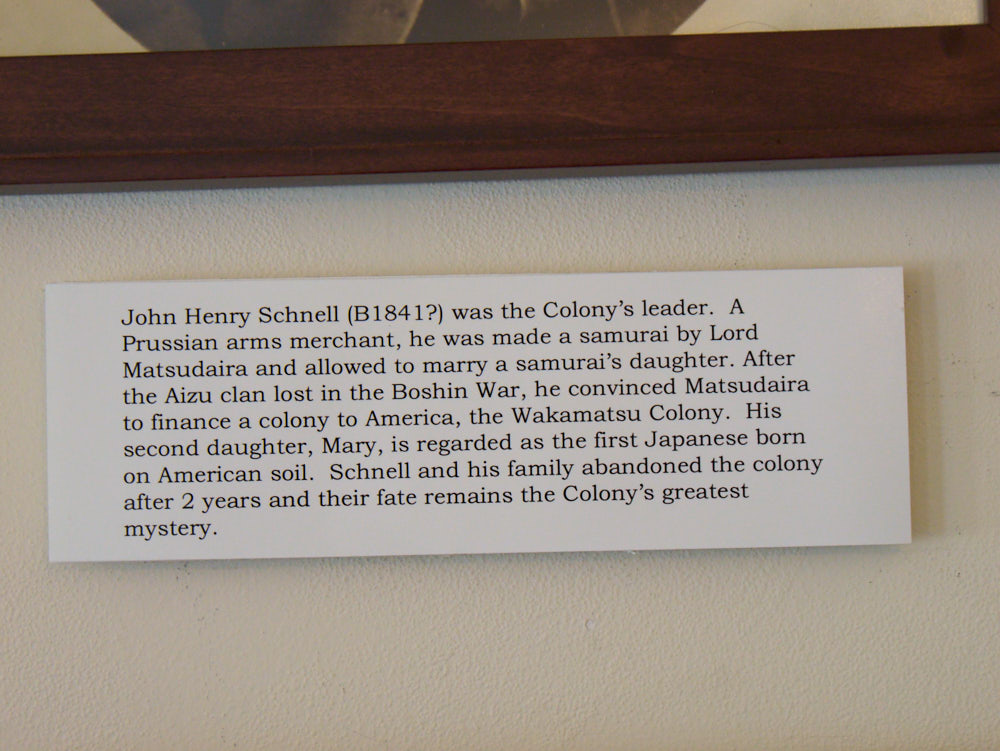 John Henry Schnell (B1841?) was the Colony's leader.  A
Prussian arms merchant, he was made a samurai by Lord
Matsudaira and allowed to marry a samurai's daughter. After
the Aizu clan lost in the Boshin War, he convinced Matsudaira
to finance a colony to America, the Wakamatsu Colony.  His
second daughter, Mary, is regarded as the first Japanese born
on American soil.  Schnell and his family abandoned the colony
after 2 years and their fate remains the Colony's greatest
mystery.